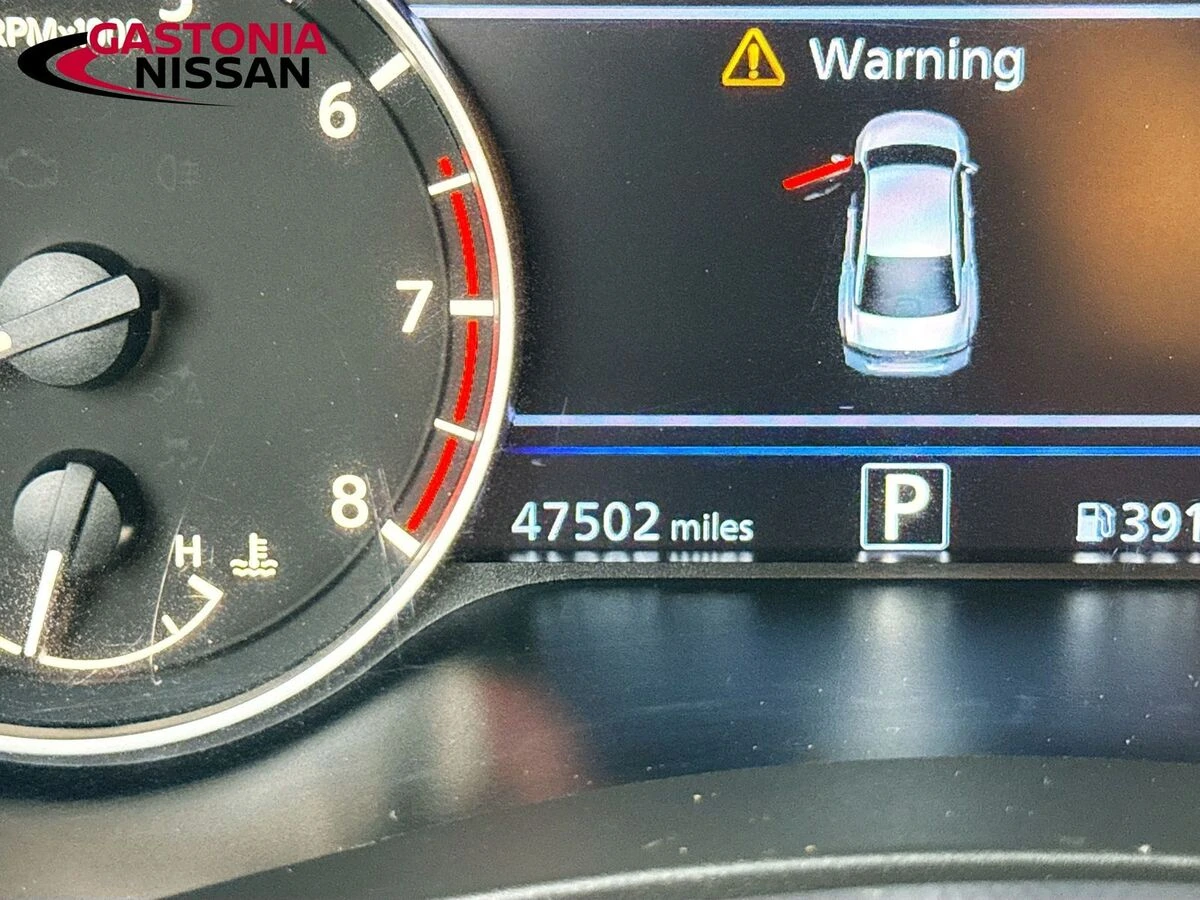 GASTONIA
NISSAN
6
7
8
H
Warning
47502 miles
P
391